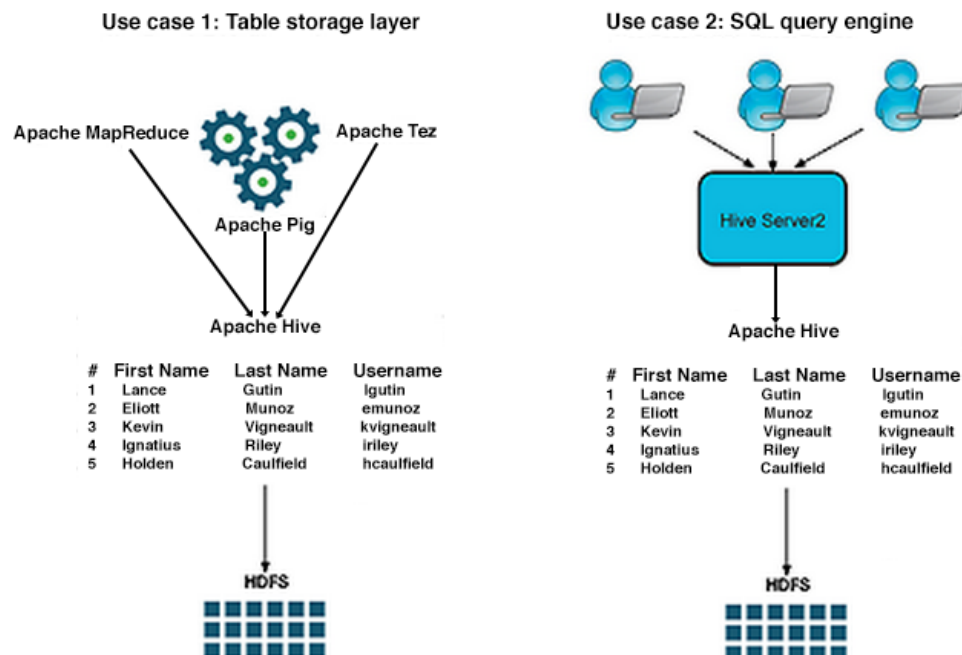 Use case 1: Table storage layer
Apache MapReduce
Apache Tez
Apache Pig
Apache Hive
# First Name Last Name Username
1 Lance Gutin lgutin
2 Eliott Munoz emunoz
3 Kevin Vigneault kvigneault
4 Ignatius Riley iriley
5 Holden Caulfield hcaulfield
HDFS
Use case 2: SQL query engine
Hive Server2
Apache Hive
# First Name Last Name Username
1 Lance Gutin lgutin
2 Eliott Munoz emunoz
3 Kevin Vigneault kvigneault
4 Ignatius Riley iriley
5 Holden Caulfield hcaulfield
HDFS